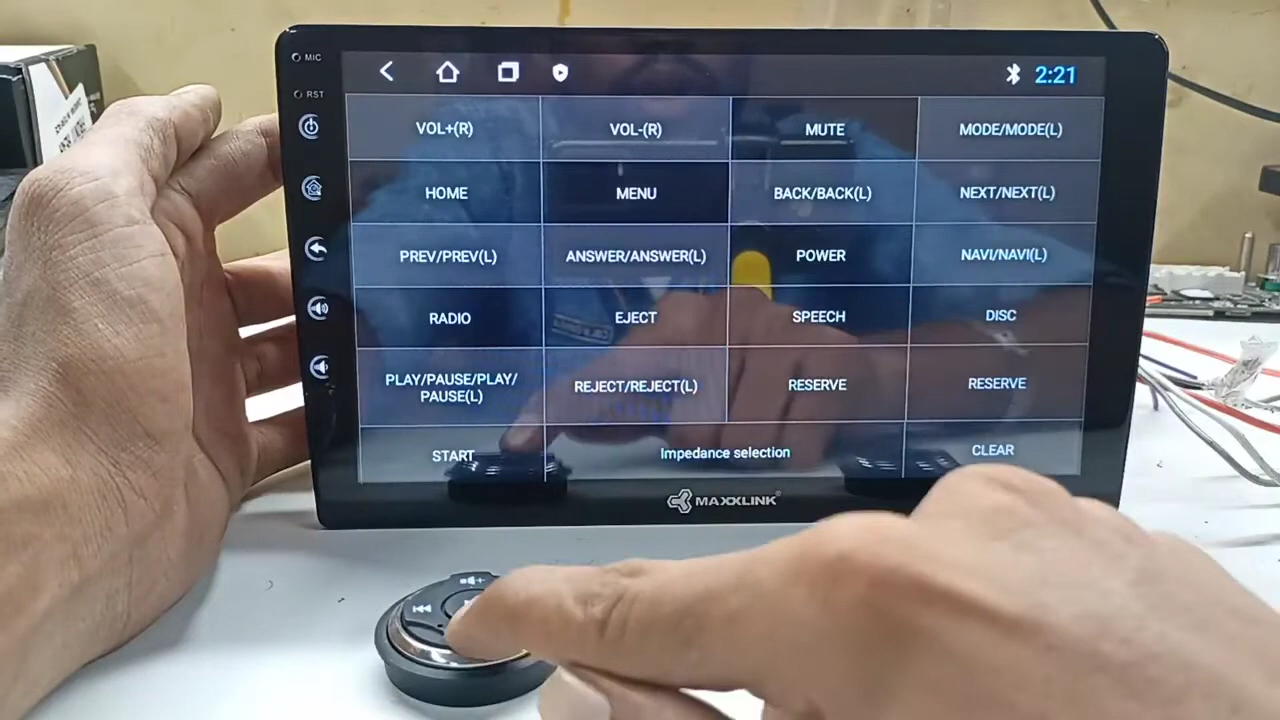 MIC
2:21
RST
VOL+(R)
VOL-(R)
MUTE
MODE/MODE(L)
HOME
MENU
BACK/BACK(L)
NEXT/NEXT(L)
PREV/PREV(L)
ANSWER/ANSWER(L)
POWER
NAVI/NAVI(L)
RADIO
EJECT
SPEECH
DISC
PLAY/PAUSE/PLAY/
PAUSE(L)
REJECT/REJECT(L)
RESERVE
RESERVE
START
Impedance selection
CLEAR
MAXXLINK